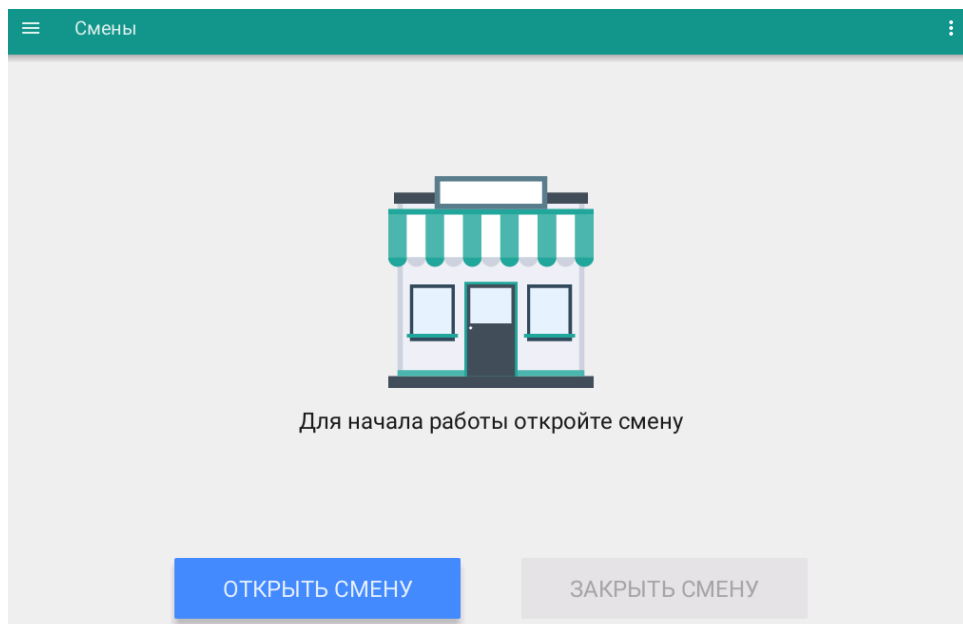 Смены
Для начала работы откройте смену
ОТКРЫТЬ СМЕНУ
ЗАКРЫТЬ СМЕНУ